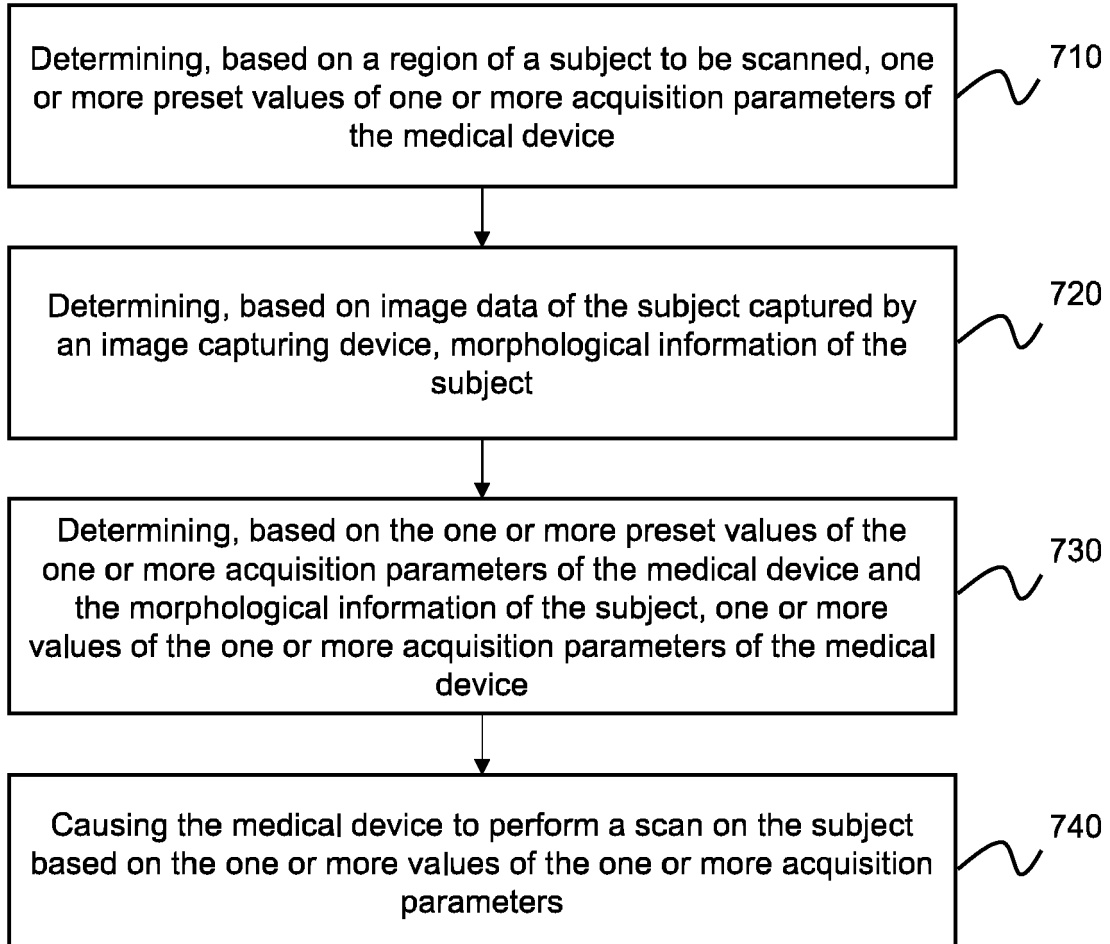 Determining, based on a region of a subject to be scanned, one
or more preset values of one or more acquisition parameters of
the medical device
710
Determining, based on image data of the subject captured by
an image capturing device, morphological information of the
subject
720
Determining, based on the one or more preset values of the
one or more acquisition parameters of the medical device and
the morphological information of the subject, one or more
values of the one or more acquisition parameters of the medical
device
730
Causing the medical device to perform a scan on the subject
based on the one or more values of the one or more acquisition
parameters
740